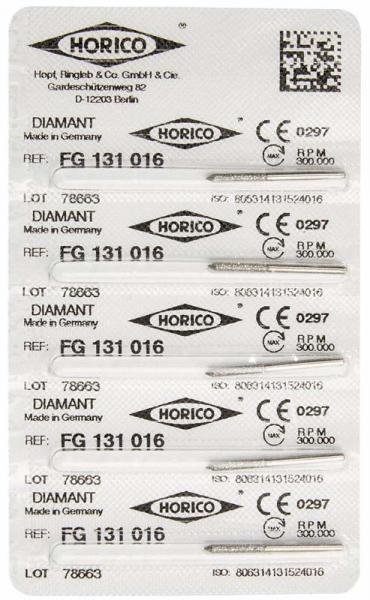 HORICO ®
Hopf, Ringleb & Co. GmbH & Cie.
Gardeschützenweg 82
D-12203 Berlin
DIAMANT
Made in Germany
HORICO ®
CE 0297
REF: FG 131 016
MAX. RPM
300.000
LOT 78663
ISO: 806314131524016
DIAMANT
Made in Germany
HORICO ®
CE 0297
REF: FG 131 016
MAX. RPM
300.000
LOT 78663
ISO: 806314131524016
DIAMANT
Made in Germany
HORICO ®
CE 0297
REF: FG 131 016
MAX. RPM
300.000
LOT 78663
ISO: 806314131524016
DIAMANT
Made in Germany
HORICO ®
CE 0297
REF: FG 131 016
MAX. RPM
300.000
LOT 78663
ISO: 806314131524016
DIAMANT
Made in Germany
HORICO ®
CE 0297
REF: FG 131 016
MAX. RPM
300.000
LOT 78663
ISO: 806314131524016